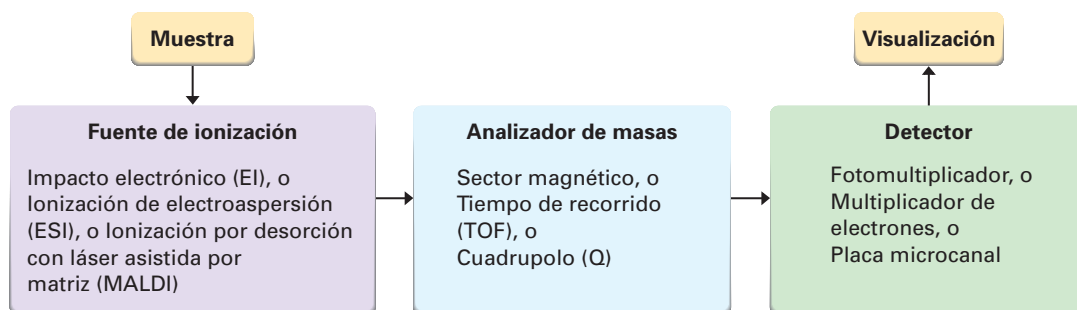 Muestra
Visualización
Fuente de ionización
Impacto electrónico (EI), o
Ionización de electroaspersión
(ESI), o Ionización por desorción
con láser asistida por
matriz (MALDI)
Analizador de masas
Sector magnético, o
Tiempo de recorrido
(TOF), o
Cuadrupolo (Q)
Detector
Fotomultiplicador, o
Multiplicador de
electrones, o
Placa microcanal